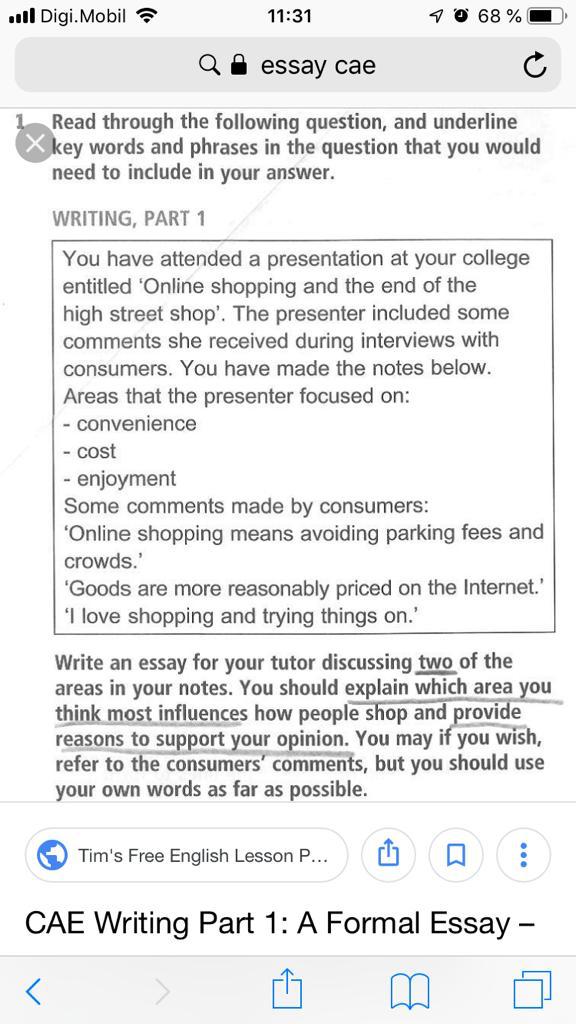 Digi.Mobil 11:31 68 %
essay cae
1 Read through the following question, and underline
key words and phrases in the question that you would
need to include in your answer.
WRITING, PART 1
You have attended a presentation at your college
entitled ‘Online shopping and the end of the
high street shop’. The presenter included some
comments she received during interviews with
consumers. You have made the notes below.
Areas that the presenter focused on:
- convenience
- cost
- enjoyment
Some comments made by consumers:
‘Online shopping means avoiding parking fees and
crowds.’
‘Goods are more reasonably priced on the Internet.’
‘I love shopping and trying things on.’
Write an essay for your tutor discussing two of the
areas in your notes. You should explain which area you
think most influences how people shop and provide
reasons to support your opinion. You may if you wish,
refer to the consumers’ comments, but you should use
your own words as far as possible.
Tim's Free English Lesson P...
CAE Writing Part 1: A Formal Essay –